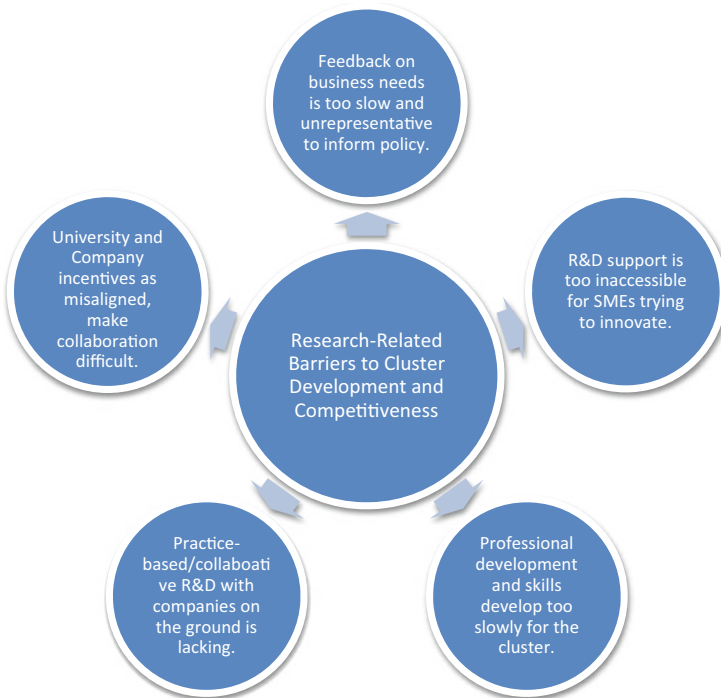 Feedback on
business needs
is too slow and
unrepresentative
to inform policy.
University and
Company
incentives as
misaligned,
make
collaboration
difficult.
R&D support is
too inaccessible
for SMEs trying
to innovate.
Research-Related
Barriers to Cluster
Development and
Competitiveness
Practice-
based/collaboati
ve R&D with
companies on
the ground is
lacking.
Professional
development
and skills
develop too
slowly for the
cluster.